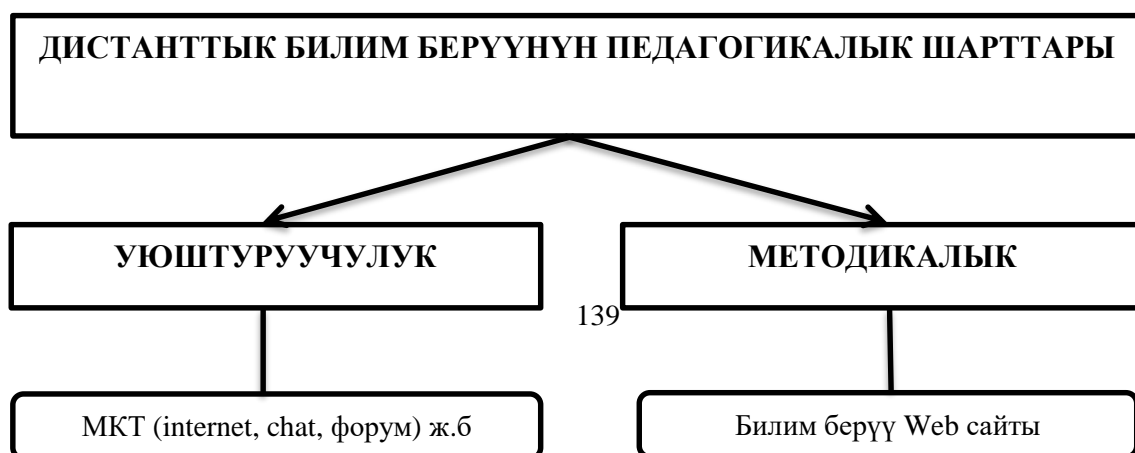 ДИСТАНТТЫК БИЛИМ БЕРҮҮНҮН ПЕДАГОГИКАЛЫК ШАРТТАРЫ
УЮШТУРУУЧУЛУК
МЕТОДИКАЛЫК
139
МКТ (internet, chat, форум) ж.б
Билим берүү Web сайты